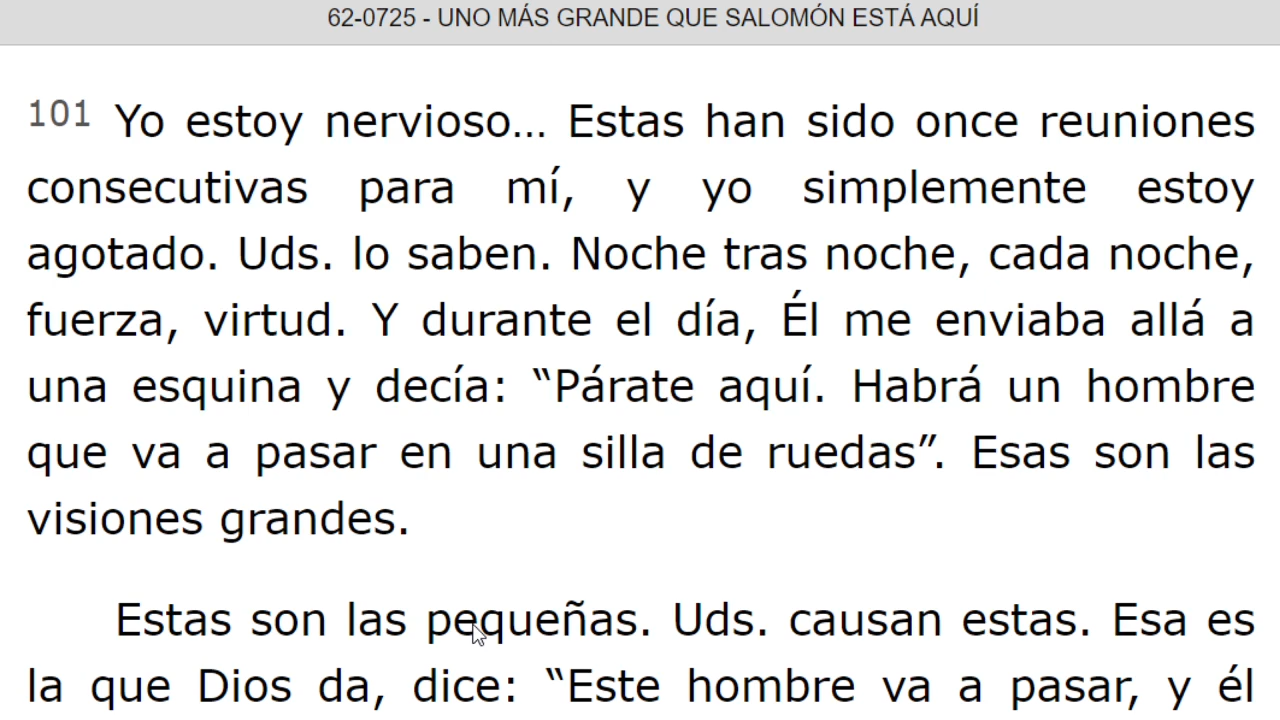 62-0725 - UNO MÁS GRANDE QUE SALOMÓN ESTÁ AQUÍ
101 Yo estoy nervioso... Estas han sido once reuniones
consecutivas para mí, y yo simplemente estoy
agotado. Uds. lo saben. Noche tras noche, cada noche,
fuerza, virtud. Y durante el día, Él me enviaba allá a
una esquina y decía: “Párate aquí. Habrá un hombre
que va a pasar en una silla de ruedas”. Esas son las
visiones grandes.
Estas son las pequeñas. Uds. causan estas. Esa es
la que Dios da, dice: “Este hombre va a pasar, y él